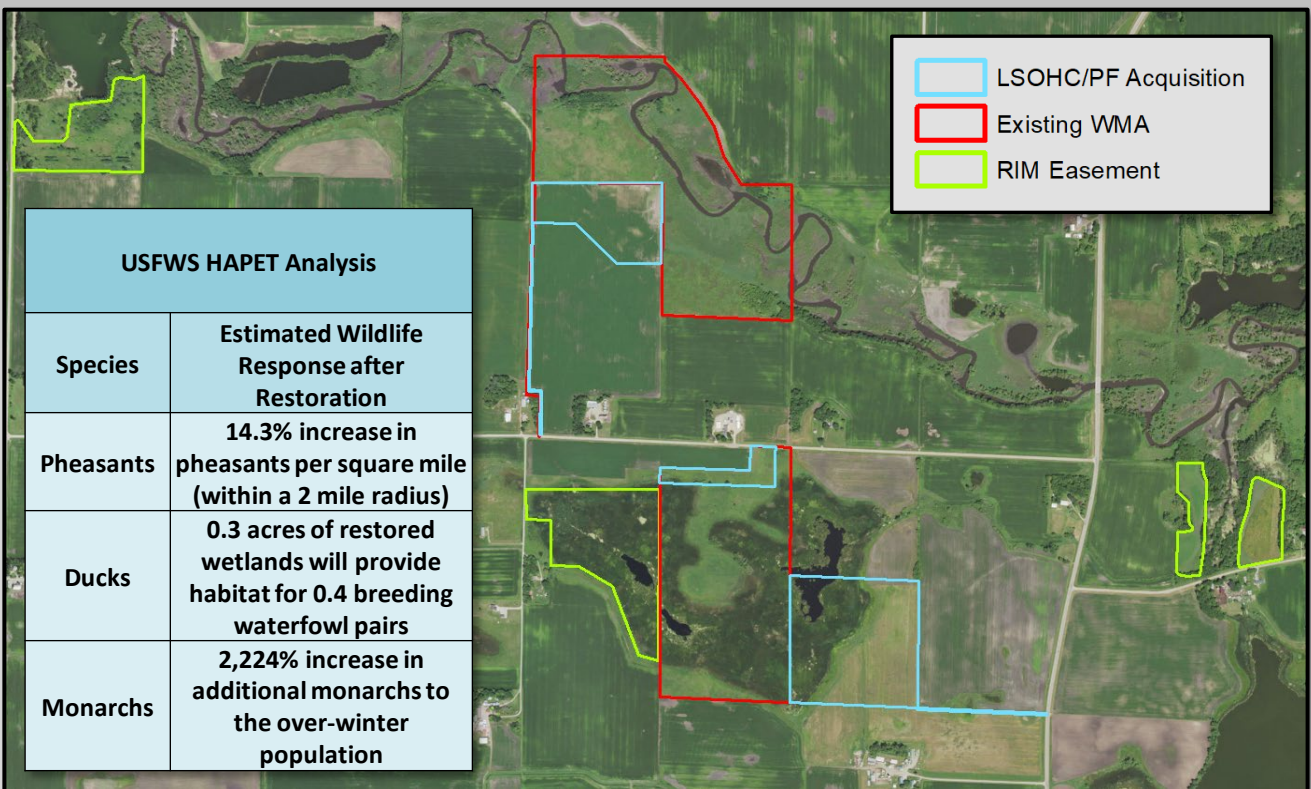 LSOHC/PF Acquisition
Existing WMA
RIM Easement
USFWS HAPET Analysis
Species
Estimated Wildlife
Response after
Restoration
Pheasants
14.3% increase in
pheasants per square mile
(within a 2 mile radius)
Ducks
0.3 acres of restored
wetlands will provide
habitat for 0.4 breeding
waterfowl pairs
Monarchs
2,224% increase in
additional monarchs to
the over-winter
population